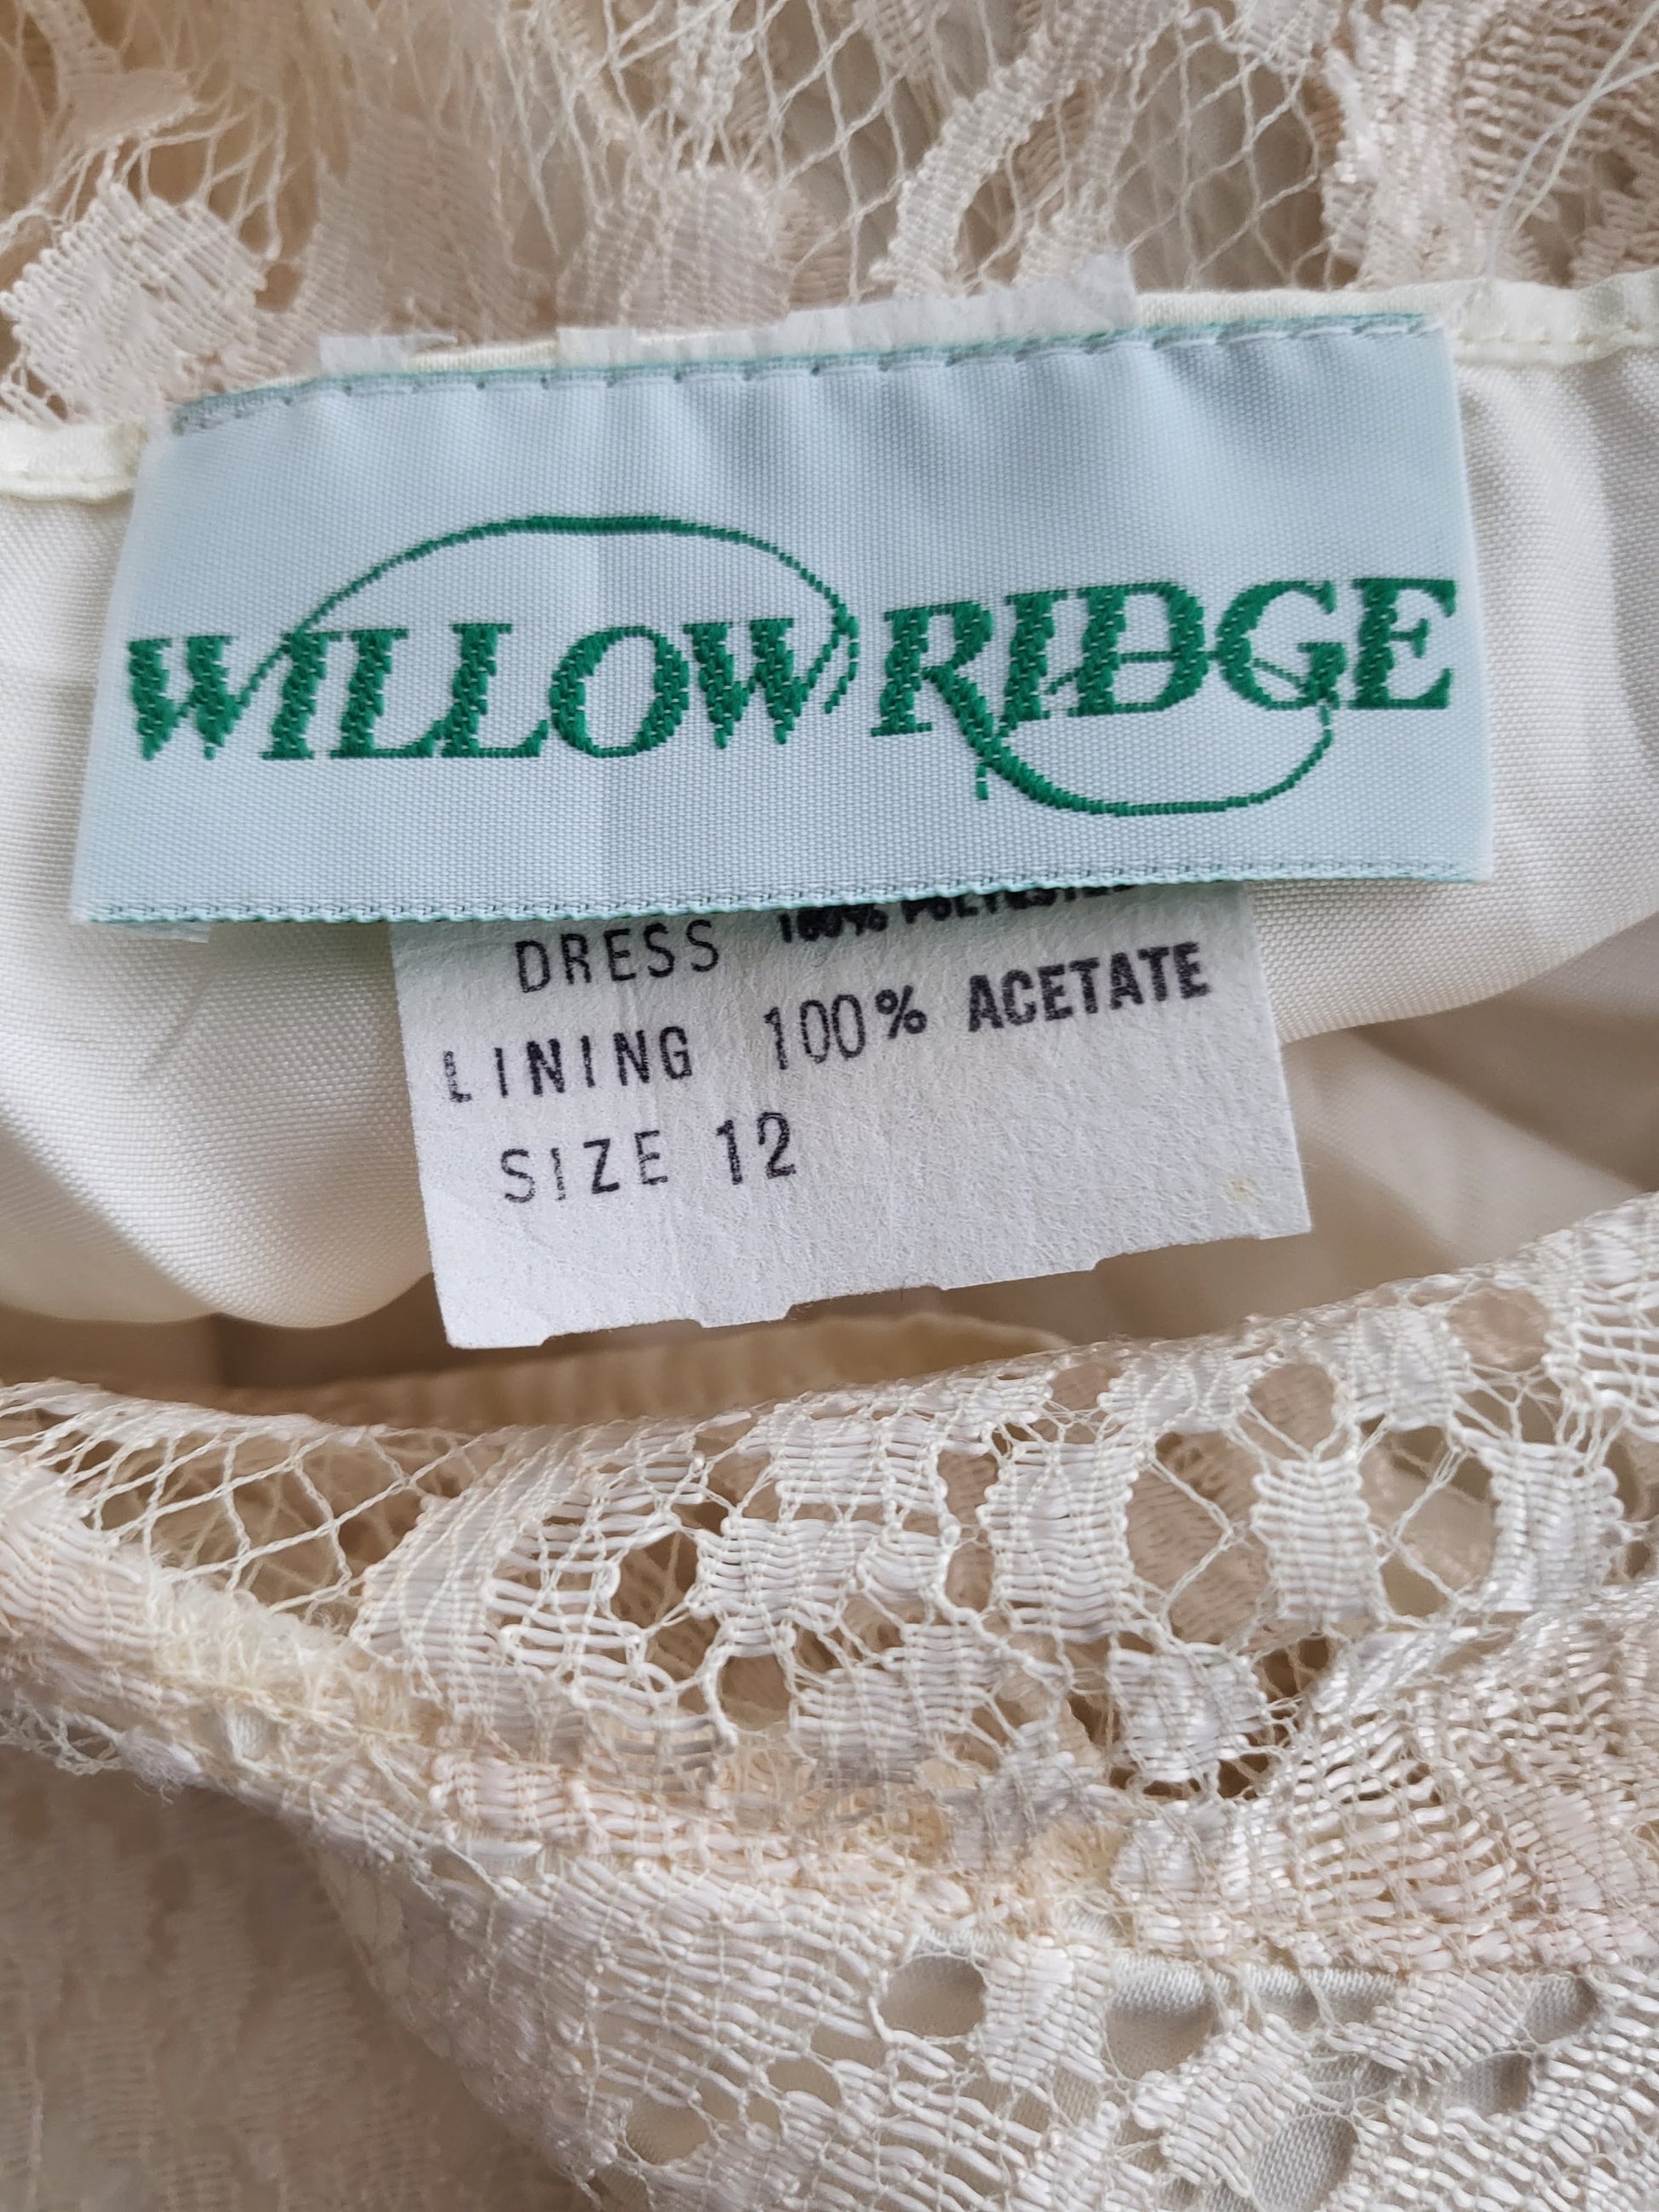 WILLOW RIDGE
DRESS 100% POLYESTER
LINING 100% ACETATE
SIZE 12